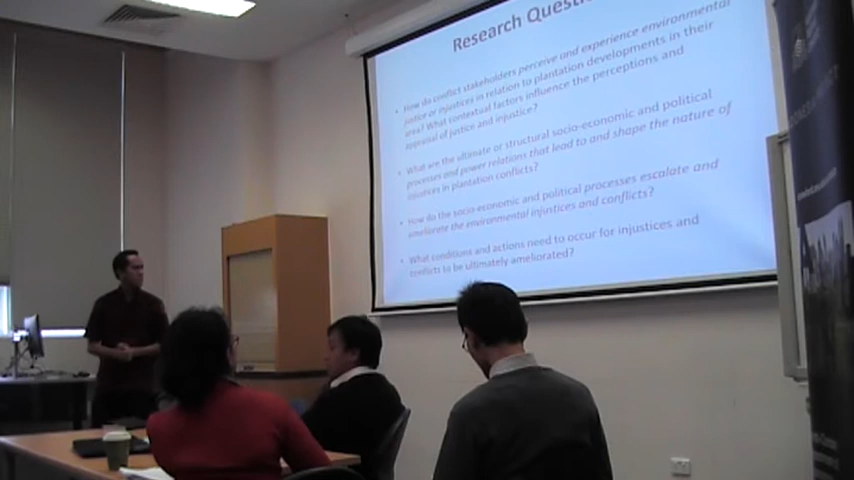 Research Questi
• How do conflict stakeholders perceive and experience environmental
justice or injustices in relation to plantation developments in their
area? What contextual factors influence the perceptions and
appraisal of justice and injustice?
• What are the ultimate or structural socio-economic and political
processes and power relations that lead to and shape the nature of
injustices in plantation conflicts?
• How do the socio-economic and political processes escalate and
ameliorate the environmental injustices and conflicts?
• What conditions and actions need to occur for injustices and
conflicts to be ultimately ameliorated?